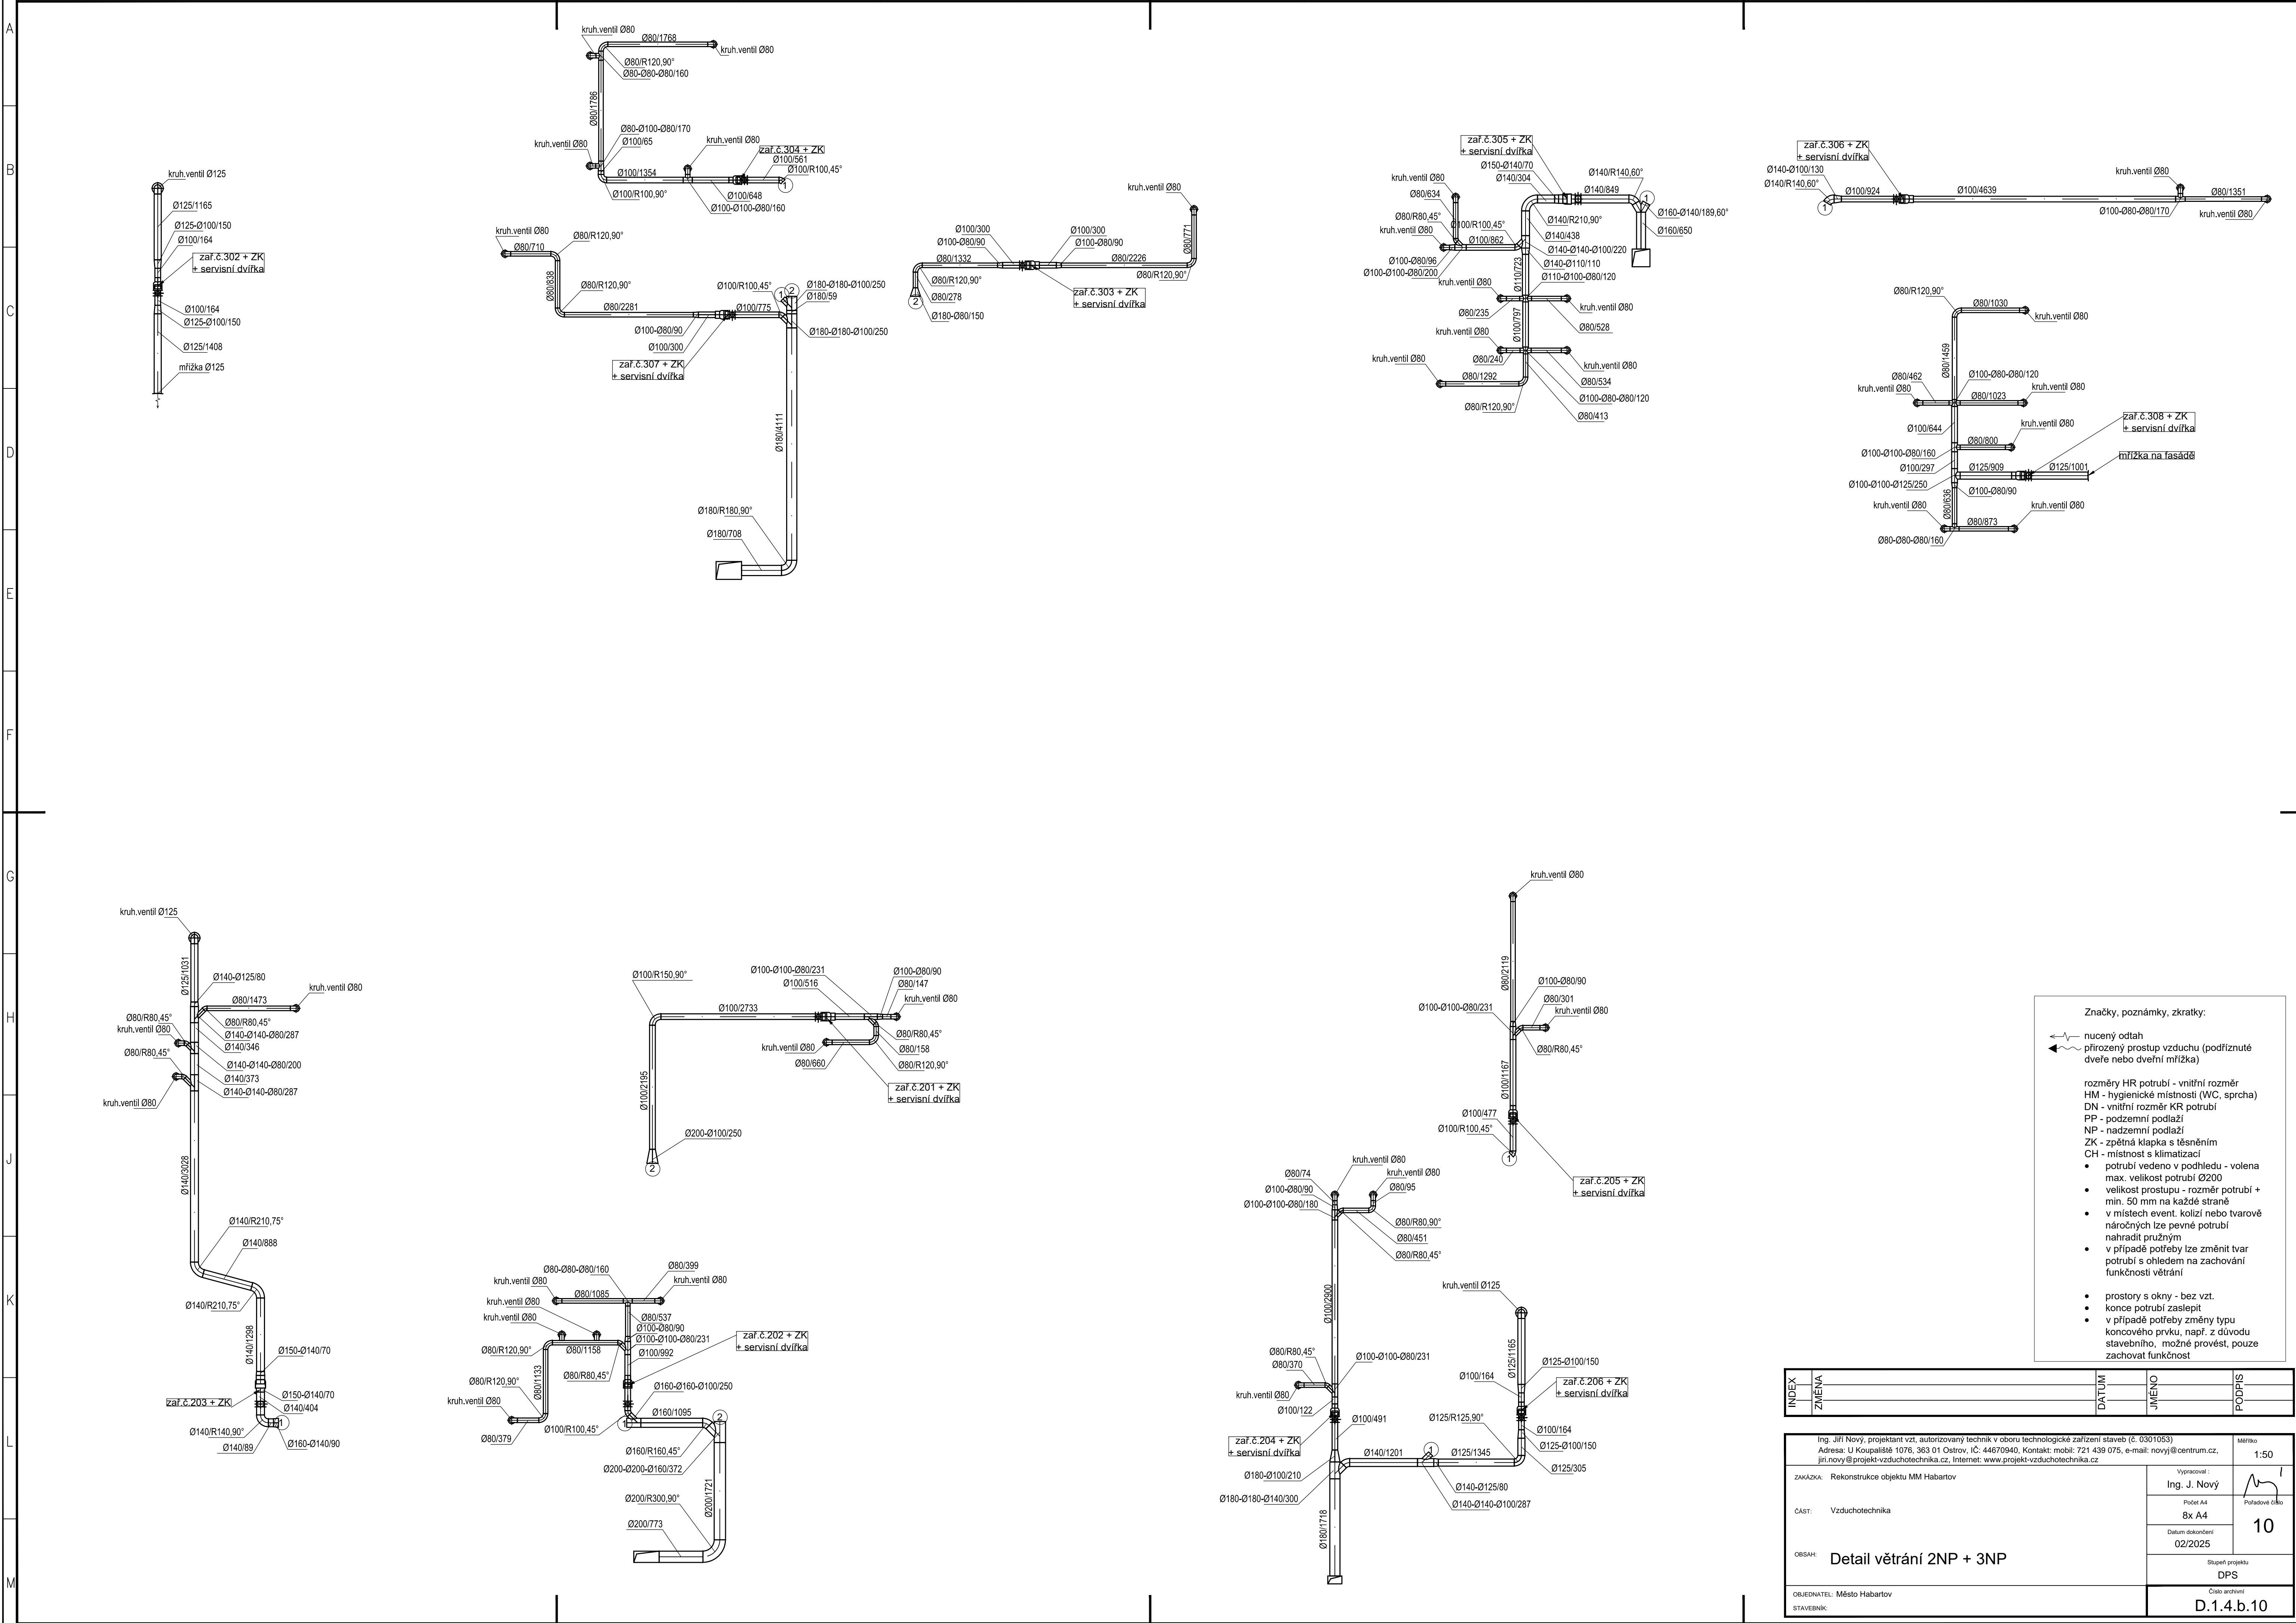 A
B
C
D
E
F
G
H
J
K
L
M
kruh.ventil Ø125
Ø125/1165
Ø125-Ø100/150
Ø100/164
zař.č.302 + ZK
+ servisní dvířka
Ø100/164
Ø125-Ø100/150
Ø125/1408
mřížka Ø125
kruh.ventil Ø80
Ø80/1768
kruh.ventil Ø80
Ø80/R120,90°
Ø80-Ø80-Ø80/160
Ø80/1786
Ø80-Ø100-Ø80/170
Ø100/65
kruh.ventil Ø80
kruh.ventil Ø80
zař.č.304 + ZK
Ø100/561
Ø100/R100,45°
Ø100/1354
1
Ø100/R100,90°
Ø100/648
Ø100-Ø100-Ø80/160
kruh.ventil Ø80
Ø80/710
Ø80/R120,90°
Ø80/838
Ø80/R120,90°
Ø80/2281
Ø100/R100,45°
1
2
Ø180-Ø180-Ø100/250
Ø180/59
Ø100/775
Ø100-Ø80/90
Ø100/300
Ø180-Ø180-Ø100/250
zař.č.307 + ZK
+ servisní dvířka
Ø180/4111
Ø180/R180,90°
Ø180/708
kruh.ventil Ø80
Ø80/771
Ø100/300
Ø100-Ø80/90
Ø100/300
Ø100-Ø80/90
Ø80/1332
Ø80/2226
Ø80/R120,90°
Ø80/R120,90°
Ø80/278
2
Ø180-Ø80/150
zař.č.303 + ZK
+ servisní dvířka
zař.č.305 + ZK
+ servisní dvířka
Ø150-Ø140/70
Ø140/304
Ø140/R140,60°
Ø140/849
1
Ø160-Ø140/189,60°
Ø160/650
kruh.ventil Ø80
Ø80/634
Ø80/R80,45°
kruh.ventil Ø80
Ø100/R100,45°
Ø100/862
Ø140/R210,90°
Ø140/438
Ø140-Ø140-Ø100/220
Ø140-Ø110/110
Ø110-Ø100-Ø80/120
Ø100-Ø80/96
Ø100-Ø100-Ø80/200
Ø110/723
kruh.ventil Ø80
kruh.ventil Ø80
Ø80/235
Ø80/528
Ø100/797
kruh.ventil Ø80
Ø80/240
kruh.ventil Ø80
Ø80/534
kruh.ventil Ø80
Ø80/1292
Ø80/R120,90°
Ø100-Ø80-Ø80/120
Ø80/413
zař.č.306 + ZK
+ servisní dvířka
Ø140-Ø100/130
Ø140/R140,60°
1
Ø100/924
Ø100/4639
kruh.ventil Ø80
Ø80/1351
Ø100-Ø80-Ø80/170
kruh.ventil Ø80
Ø80/R120,90°
Ø80/1030
kruh.ventil Ø80
Ø80/1459
Ø80/462
kruh.ventil Ø80
Ø100-Ø80-Ø80/120
kruh.ventil Ø80
Ø80/1023
Ø100/644
kruh.ventil Ø80
Ø80/800
zař.č.308 + ZK
+ servisní dvířka
Ø100-Ø100-Ø80/160
Ø100/297
Ø125/909
Ø125/1001
mřížka na fasádě
Ø100-Ø100-Ø125/250
Ø100-Ø80/90
Ø80/636
kruh.ventil Ø80
kruh.ventil Ø80
Ø80/873
Ø80-Ø80-Ø80/160
kruh.ventil Ø125
Ø125/1031
Ø140-Ø125/80
Ø80/1473
kruh.ventil Ø80
Ø80/R80,45°
kruh.ventil Ø80
Ø80/R80,45°
Ø140-Ø140-Ø80/287
Ø140/346
Ø80/R80,45°
Ø140-Ø140-Ø80/200
Ø140/373
Ø140-Ø140-Ø80/287
kruh.ventil Ø80
Ø140/3028
Ø140/R210,75°
Ø140/888
Ø140/R210,75°
Ø140/1298
Ø150-Ø140/70
Ø150-Ø140/70
zař.č.203 + ZK
Ø140/404
1
Ø140/R140,90°
Ø140/89
Ø160-Ø140/90
Ø100/R150,90°
Ø100/2733
Ø100-Ø100-Ø80/231
Ø100/516
Ø100-Ø80/90
Ø80/147
kruh.ventil Ø80
Ø80/R80,45°
Ø80/158
Ø80/R120,90°
kruh.ventil Ø80
Ø80/660
zař.č.201 + ZK
+ servisní dvířka
Ø100/2195
Ø200-Ø100/250
2
Ø80-Ø80-Ø80/160
Ø80/399
kruh.ventil Ø80
kruh.ventil Ø80
Ø80/1085
kruh.ventil Ø80
Ø80/537
Ø100-Ø80/90
kruh.ventil Ø80
Ø100-Ø100-Ø80/231
zař.č.202 + ZK
+ servisní dvířka
Ø80/R120,90°
Ø80/1158
Ø100/992
Ø80/R80,45°
Ø80/1133
Ø80/R120,90°
kruh.ventil Ø80
Ø80/379
Ø160-Ø160-Ø100/250
Ø160/1095
1
2
Ø100/R100,45°
Ø160/R160,45°
Ø200-Ø200-Ø160/372
Ø200/1721
Ø200/R300,90°
Ø200/773
kruh.ventil Ø80
Ø80/2119
Ø100-Ø80/90
Ø80/301
kruh.ventil Ø80
Ø100-Ø100-Ø80/231
Ø80/R80,45°
Ø100/1167
Ø100/477
Ø100/R100,45°
1
zař.č.205 + ZK
+ servisní dvířka
kruh.ventil Ø80
kruh.ventil Ø80
Ø80/74
Ø100-Ø80/90
Ø80/95
Ø100-Ø100-Ø80/180
Ø80/R80,90°
Ø80/451
Ø80/R80,45°
Ø100/2900
kruh.ventil Ø125
Ø125/1165
Ø80/R80,45°
Ø80/370
Ø100-Ø100-Ø80/231
kruh.ventil Ø80
Ø100/122
Ø125-Ø100/150
Ø100/164
zař.č.206 + ZK
+ servisní dvířka
Ø100/491
Ø125/R125,90°
Ø100/164
zař.č.204 + ZK
+ servisní dvířka
Ø140/1201
1
Ø125/1345
Ø125-Ø100/150
Ø125/305
Ø180-Ø100/210
Ø180-Ø180-Ø140/300
Ø140-Ø125/80
Ø140-Ø140-Ø100/287
Ø180/1718
Značky, poznámky, zkratky:
nucený odtah
přirozený prostup vzduchu (podříznuté
dveře nebo dveřní mřížka)
rozměry HR potrubí - vnitřní rozměr
HM - hygienické místnosti (WC, sprcha)
DN - vnitřní rozměr KR potrubí
PP - podzemní podlaží
NP - nadzemní podlaží
ZK - zpětná klapka s těsněním
CH - místnost s klimatizací
• potrubí vedeno v podhledu - volena
max. velikost potrubí Ø200
• velikost prostupu - rozměr potrubí +
min. 50 mm na každé straně
• v místech event. kolizí nebo tvarově
náročných lze pevné potrubí
nahradit pružným
• v případě potřeby lze změnit tvar
potrubí s ohledem na zachování
funkčnosti větrání
• prostory s okny - bez vzt.
• konce potrubí zaslepit
• v případě potřeby změny typu
koncového prvku, např. z důvodu
stavebního, možné provést, pouze
zachovat funkčnost
INDEX
ZMĚNA
DATUM
JMÉNO
PODPIS
Ing. Jiří Nový, projektant vzt, autorizovaný technik v oboru technologické zařízení staveb (č. 0301053)
Adresa: U Koupaliště 1076, 363 01 Ostrov, IČ: 44670940, Kontakt: mobil: 721 439 075, e-mail: novyj@centrum.cz,
jiri.novy@projekt-vzduchotechnika.cz, Internet: www.projekt-vzduchotechnika.cz
Měřítko
1:50
ZAKÁZKA: Rekonstrukce objektu MM Habartov
Vypracoval :
Ing. J. Nový
ČÁST: Vzduchotechnika
Počet A4
8x A4
Pořadové číslo
10
Datum dokončení
02/2025
OBSAH: Detail větrání 2NP + 3NP
Stupeň projektu
DPS
OBJEDNATEL: Město Habartov
STAVEBNÍK:
Číslo archivní
D.1.4.b.10